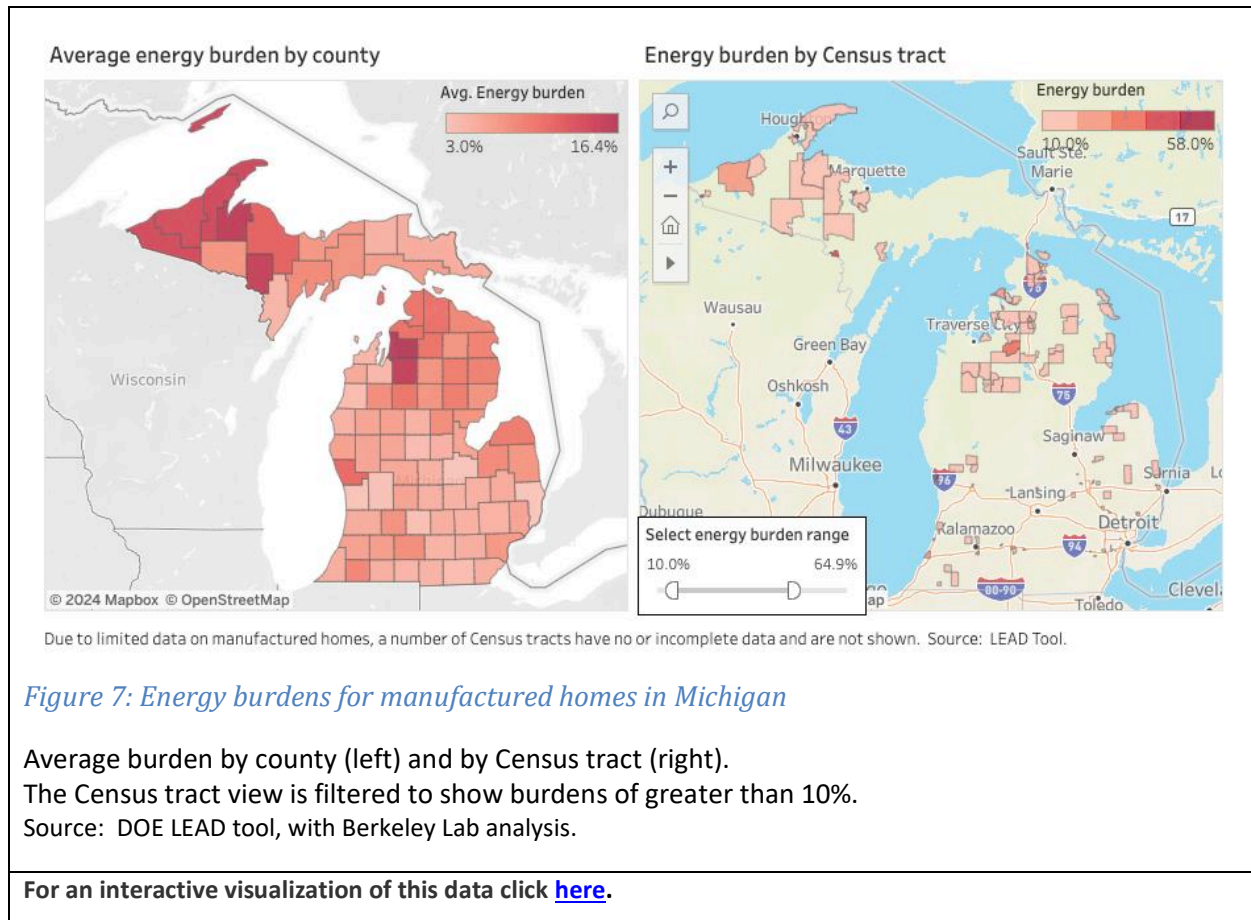 Average energy burden by county
Avg. Energy burden
3.0%
16.4%
Wisconsin
© 2024 Mapbox © OpenStreetMap
Energy burden by Census tract
Energy burden
10.0%
58.0%
Houghton
Marquette
Sault Ste.
Marie
17
+
−
Wausau
Green Bay
Oshkosh
43
Milwaukee
Dubuque
Traverse City
75
75
Saginaw
Sarnia
96
Lansing
Kalamazoo
Detroit
94
80-90
Toledo
Select energy burden range
10.0%
64.9%
Due to limited data on manufactured homes, a number of Census tracts have no or incomplete data and are not shown. Source: LEAD Tool.
Figure 7: Energy burdens for manufactured homes in Michigan
Average burden by county (left) and by Census tract (right).
The Census tract view is filtered to show burdens of greater than 10%.
Source: DOE LEAD tool, with Berkeley Lab analysis.
For an interactive visualization of this data click here.